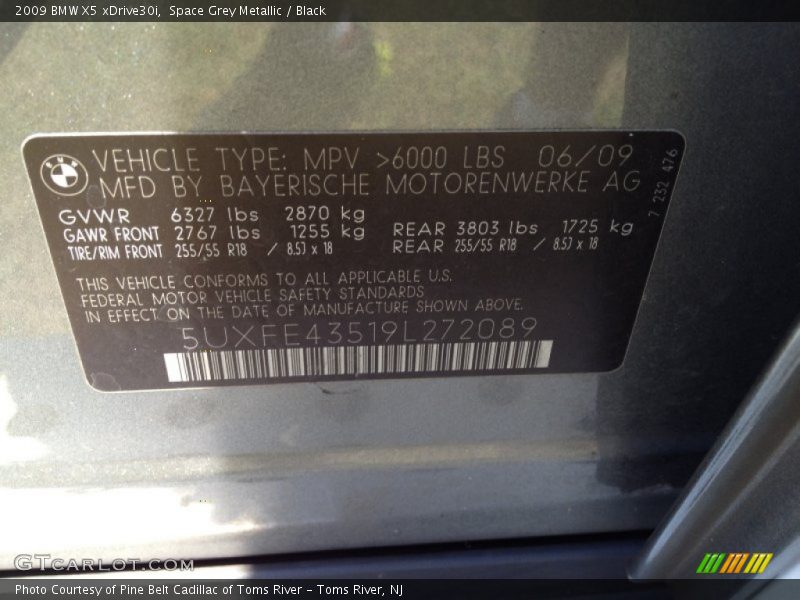 2009 BMW X5 xDrive30i, Space Grey Metallic / Black
BMW
VEHICLE TYPE: MPV >6000 LBS 06/09
MFD BY BAYERISCHE MOTORENWERKE AG
7 232 476
GVWR 6327 lbs 2870 kg
GAWR FRONT 2767 lbs 1255 kg REAR 3803 lbs 1725 kg
TIRE/RIM FRONT 255/55 R18 / 8.5J x 18 REAR 255/55 R18 / 8.5J x 18
THIS VEHICLE CONFORMS TO ALL APPLICABLE U.S.
FEDERAL MOTOR VEHICLE SAFETY STANDARDS
IN EFFECT ON THE DATE OF MANUFACTURE SHOWN ABOVE.
5UXFE43519L272089
GTCARLOT.COM
Photo Courtesy of Pine Belt Cadillac of Toms River - Toms River, NJ